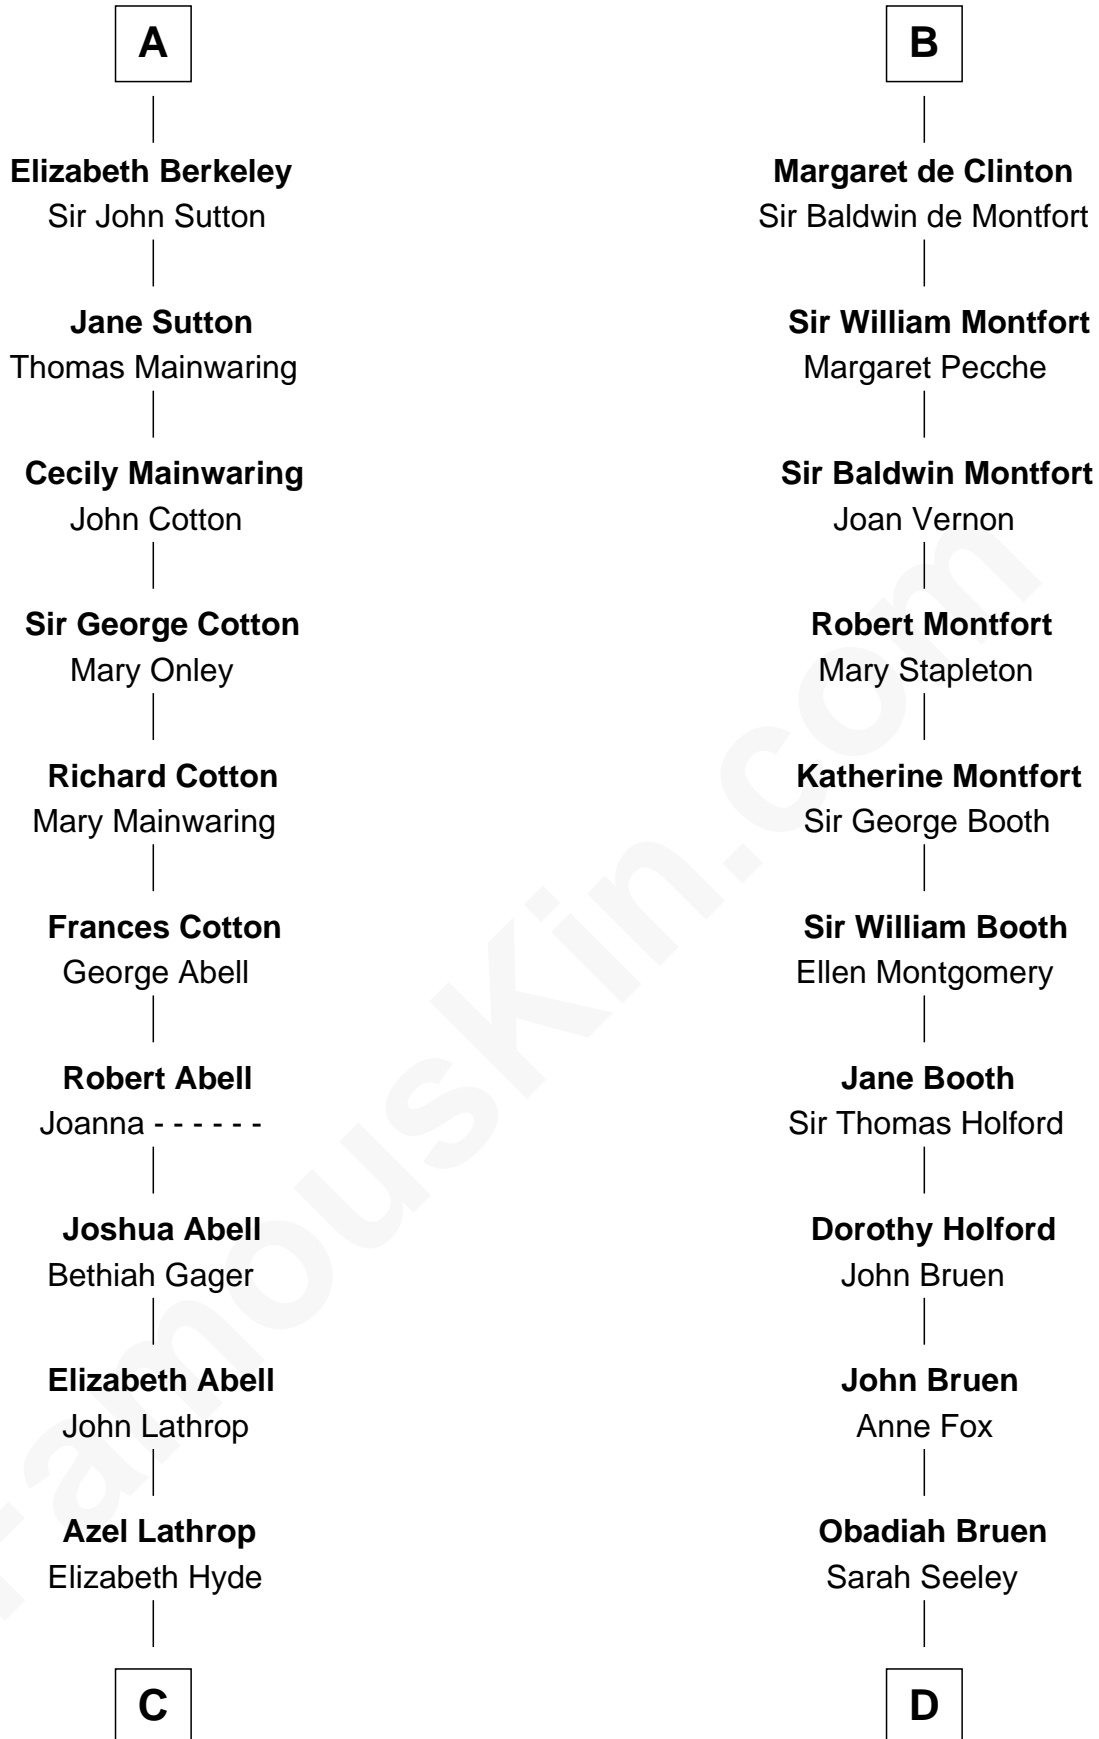 A
Elizabeth Berkeley
Sir John Sutton
Jane Sutton
Thomas Mainwaring
Cecily Mainwaring
John Cotton
Sir George Cotton
Mary Onley
Richard Cotton
Mary Mainwaring
Frances Cotton
George Abell
Robert Abell
Joanna - - - - - -
Joshua Abell
Bethiah Gager
Elizabeth Abell
John Lathrop
Azel Lathrop
Elizabeth Hyde
C
B
Margaret de Clinton
Sir Baldwin de Montfort
Sir William Montfort
Margaret Pecche
Sir Baldwin Montfort
Joan Vernon
Robert Montfort
Mary Stapleton
Katherine Montfort
Sir George Booth
Sir William Booth
Ellen Montgomery
Jane Booth
Sir Thomas Holford
Dorothy Holford
John Bruen
John Bruen
Anne Fox
Obadiah Bruen
Sarah Seeley
D
FamousKin.com